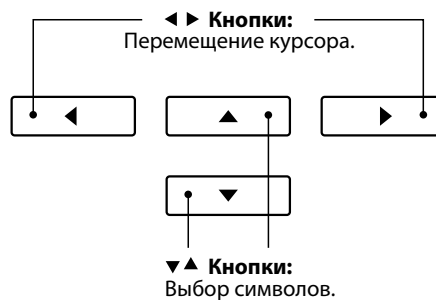 ◀ ▶ Кнопки:
Перемещение курсора.
▼▲ Кнопки:
Выбор символов.